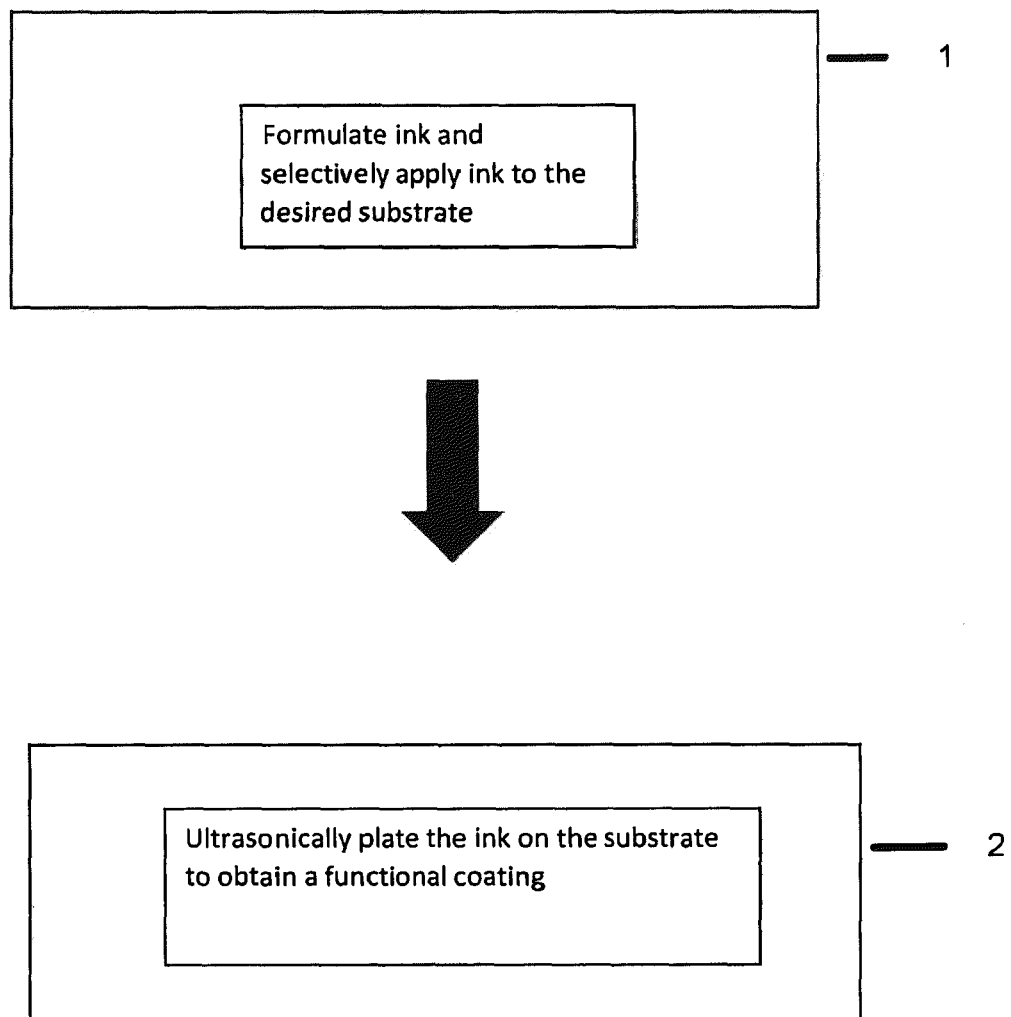 1
Formulate ink and
selectively apply ink to the
desired substrate
Ultrasonically plate the ink on the substrate
to obtain a functional coating
2